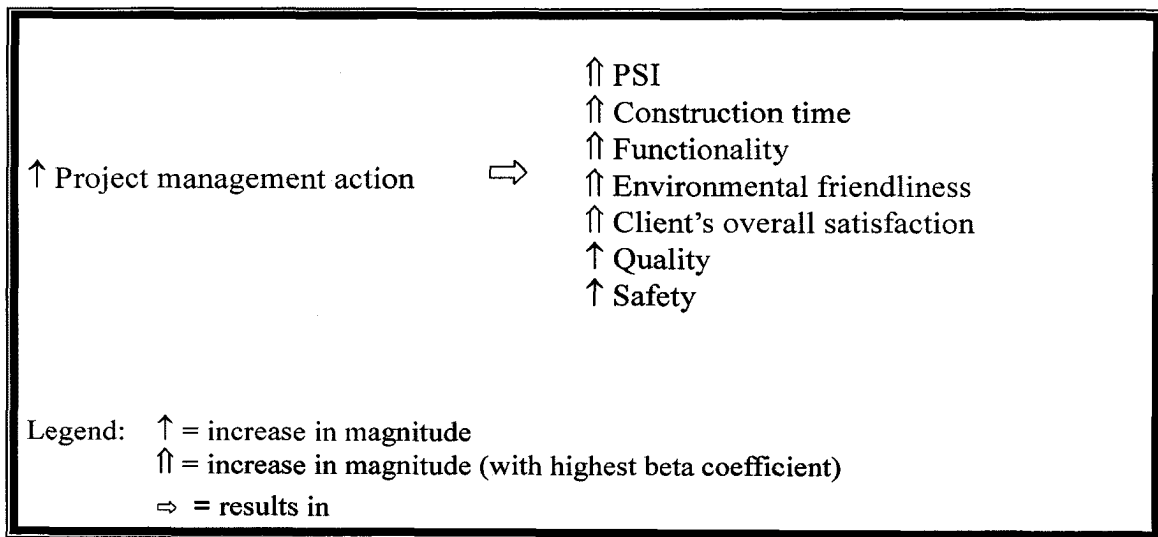 ⇑ PSI
⇑ Construction time
⇑ Functionality
↑ Project management action ⇨ ⇑ Environmental friendliness
⇑ Client's overall satisfaction
↑ Quality
↑ Safety
Legend: ↑ = increase in magnitude
⇑ = increase in magnitude (with highest beta coefficient)
⇨ = results in